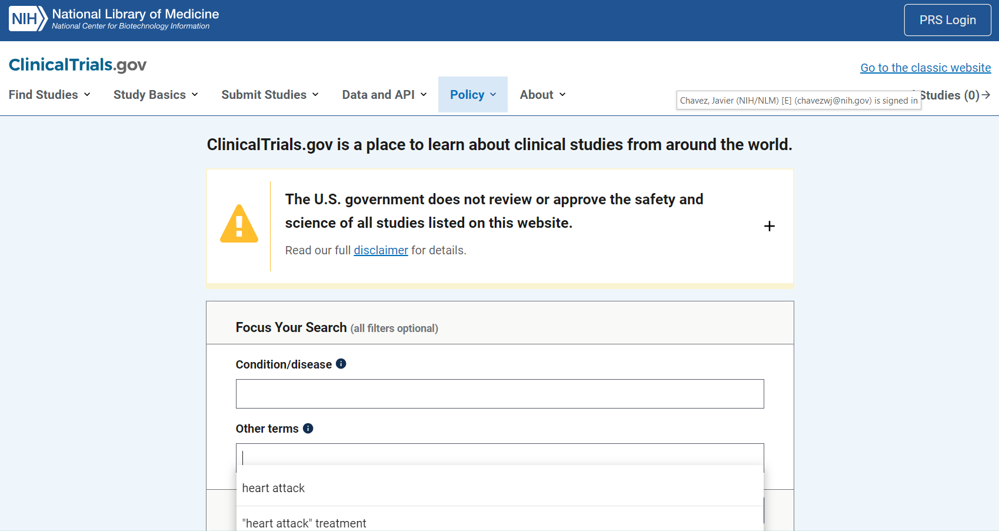 NIH National Library of Medicine
National Center for Biotechnology Information
PRS Login
ClinicalTrials.gov
Go to the classic website
Find Studies
Study Basics
Submit Studies
Data and API
Policy
About
Chavez, Javier (NIH/NLM) [E] (chavezwj@nih.gov) is signed in
Studies (0)
ClinicalTrials.gov is a place to learn about clinical studies from around the world.
The U.S. government does not review or approve the safety and
science of all studies listed on this website.
Read our full disclaimer for details.
Focus Your Search (all filters optional)
Condition/disease
Other terms
heart attack
"heart attack" treatment